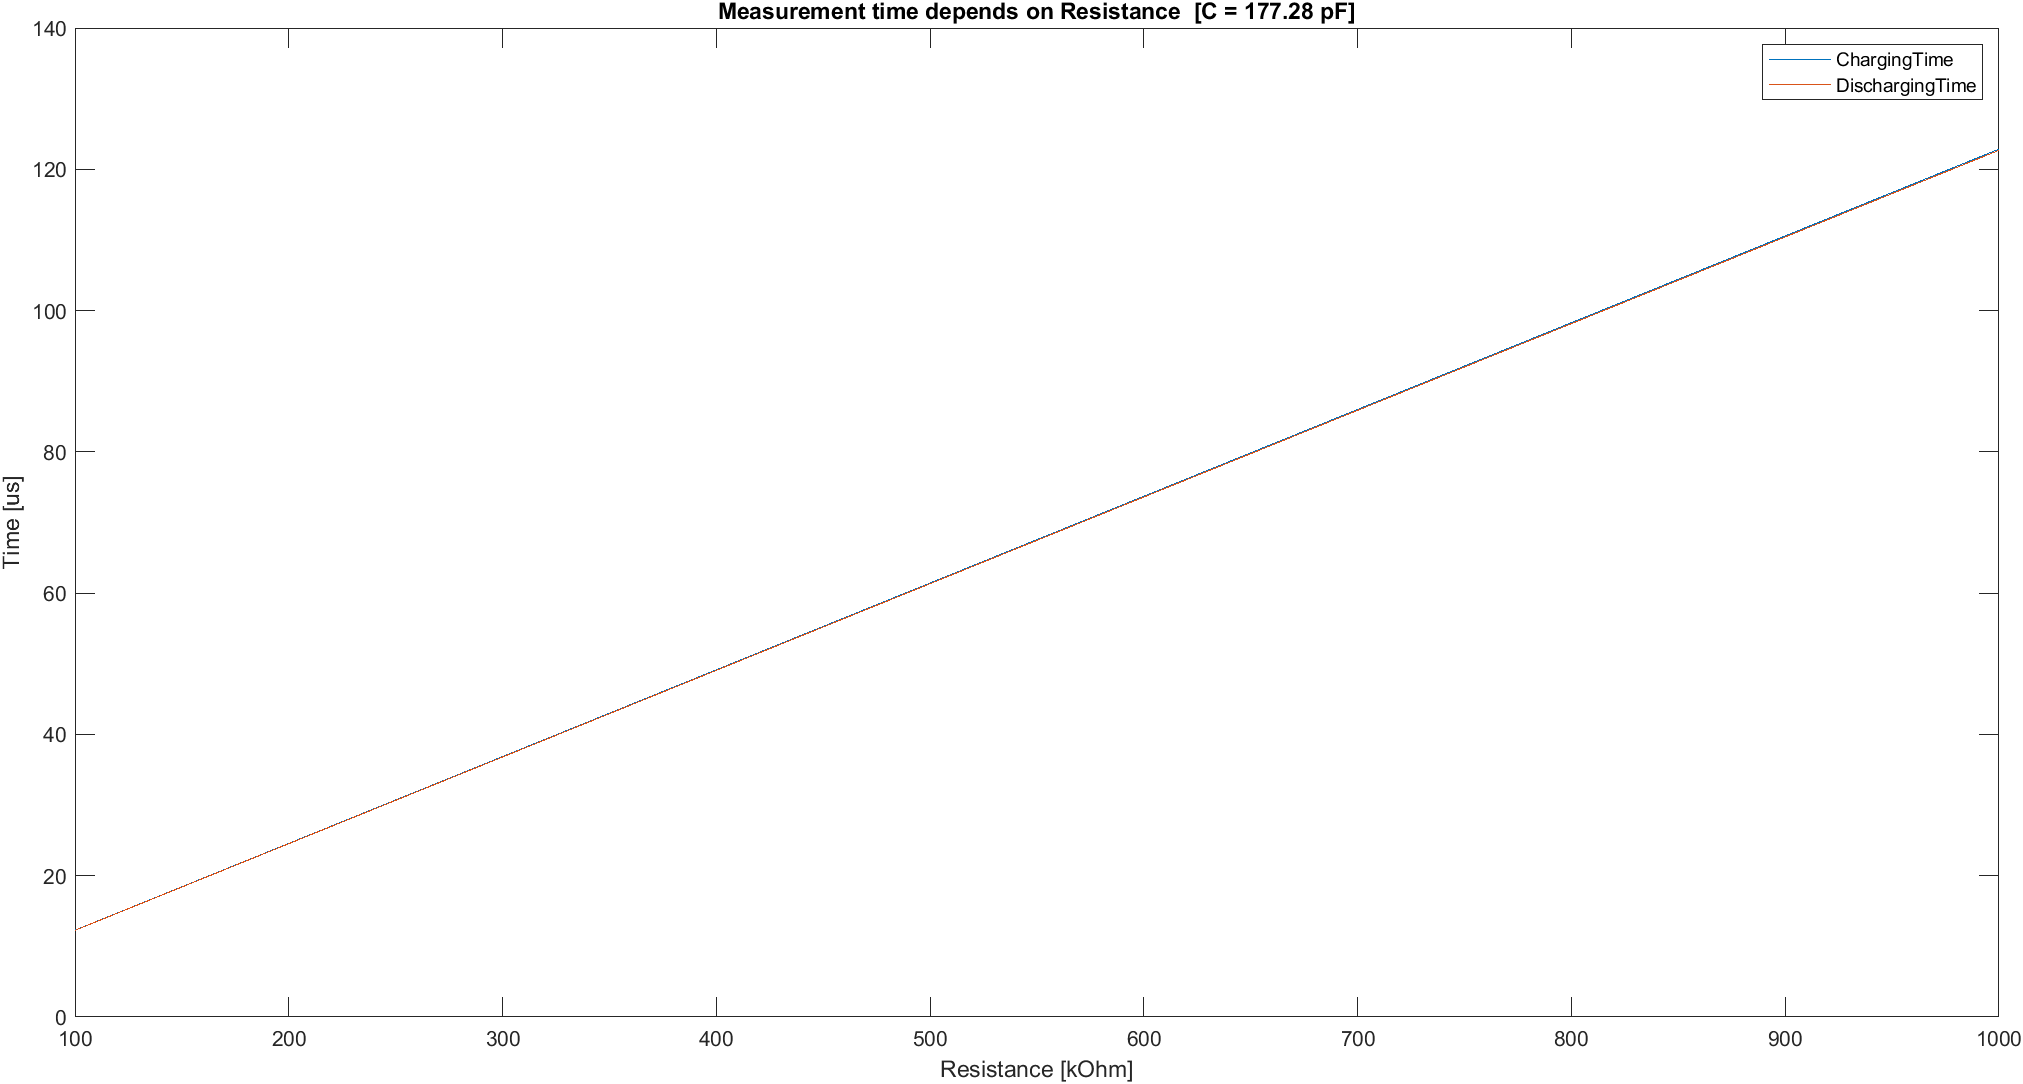 Measurement time depends on Resistance  [C = 177.28 pF]
ChargingTime
DischargingTime
140
120
100
80
60
40
20
0
Time [us]
100 200 300 400 500 600 700 800 900 1000
Resistance [kOhm]